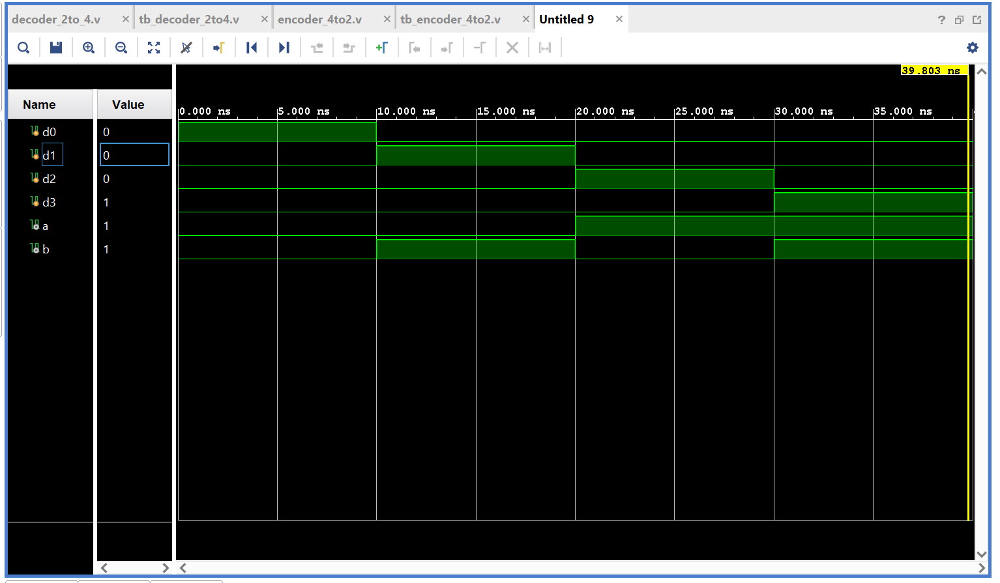 decoder_2to_4.v × tb_decoder_2to4.v × encoder_4to2.v × tb_encoder_4to2.v × Untitled 9 × ?
39.803 ns
Name Value
0.000 ns 5.000 ns 10.000 ns 15.000 ns 20.000 ns 25.000 ns 30.000 ns 35.000 ns
d0 0
d1 0
d2 0
d3 1
a 1
b 1